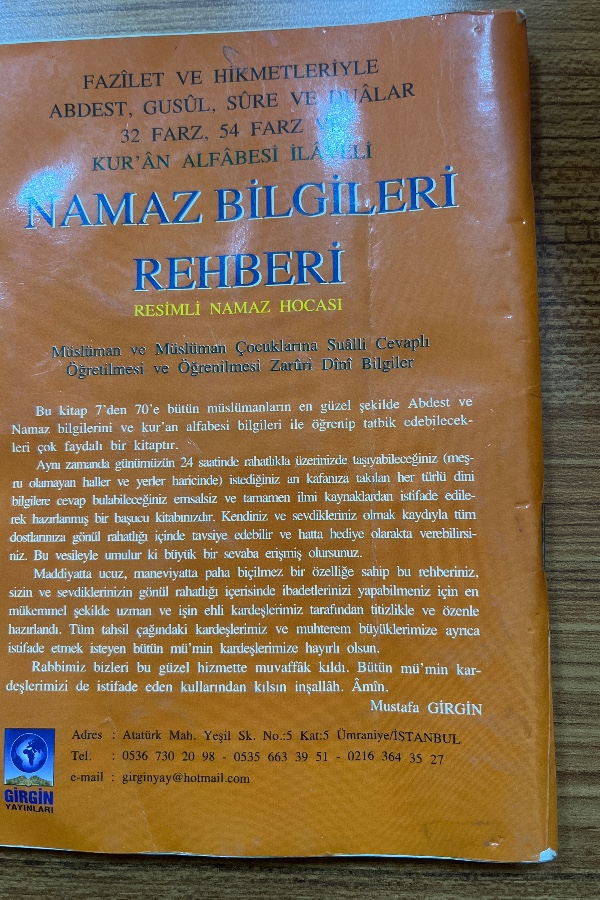 FAZÎLET VE HİKMETLERİYLE
ABDEST, GUSÛL, SÛRE VE DUÂLAR
32 FARZ, 54 FARZ VE
KUR'ÂN ALFÂBESİ İLÂVELİ
NAMAZ BİLGİLERİ
REHBERİ
RESİMLİ NAMAZ HOCASI
Müslüman ve Müslüman Çocuklarına Suâlli Cevaplı
Öğretilmesi ve Öğrenilmesi Zarûri Dînî Bilgiler
Bu kitap 7'den 70'e bütün müslümanların en güzel şekilde Abdest ve
Namaz bilgilerini ve kur'an alfabesi bilgileri ile öğrenip tatbik edebilecek-
leri çok faydalı bir kitaptır.
Aynı zamanda günümüzün 24 saatinde rahatlıkla üzerinizde taşıyabileceğiniz (meş-
ru olamayan haller ve yerler haricinde) istediğiniz an kafanıza takılan her türlü dini
bilgilere cevap bulabileceğiniz emsalsiz ve tamamen ilmi kaynaklardan istifade edile-
rek hazırlanmış bir başucu kitabınızdır. Kendiniz ve sevdikleriniz olmak kaydıyla tüm
dostlarınıza gönül rahatlığı içinde tavsiye edebilir ve hatta hediye olarakta verebilirsi-
niz. Bu vesileyle umulur ki büyük bir sevaba erişmiş olursunuz.
Maddiyatta ucuz, maneviyatta paha biçilmez bir özelliğe sahip bu rehberiniz,
sizin ve sevdiklerinizin gönül rahatlığı içerisinde ibadetlerinizi yapabilmeniz için en
mükemmel şekilde uzman ve işin ehli kardeşlerimiz tarafından titizlikle ve özenle
hazırlandı. Tüm tahsil çağındaki kardeşlerimiz ve muhterem büyüklerimize ayrıca
istifade etmek isteyen bütün mü'min kardeşlerimize hayırlı olsun.
Rabbimiz bizleri bu güzel hizmette muvaffâk kıldı. Bütün mü'min kar-
deşlerimizi de istifade eden kullarından kılsın inşallâh. Âmîn.
Mustafa GİRGİN
Adres : Atatürk Mah. Yeşil Sk. No.:5 Kat:5 Ümraniye/İSTANBUL
Tel. : 0536 730 20 98 - 0535 663 39 51 - 0216 364 35 27
e-mail : girginyay@hotmail.com
GİRGİN
YAYINLARI